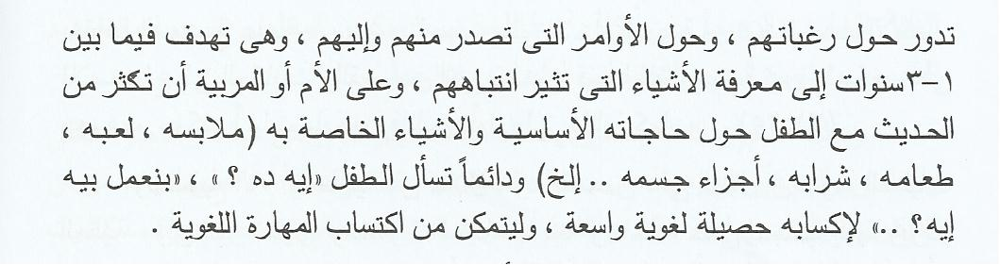 تدور حول رغباتهم ، وحول الأوامر التى تصدر منهم وإليهم ، وهى تهدف فيما بين
١-٣سنوات إلى معرفة الأشياء التى تثير انتباههم ، وعلى الأم أو المربية أن تكثر من
الحديث مع الطفل حول حاجاته الأساسية والأشياء الخاصة به (ملابسه ، لعبه ،
طعامه ، شرابه ، أجزاء جسمه .. إلخ) ودائماً تسأل الطفل «إيه ده ؟ » ، «بنعمل بيه
إيه؟ ..» لإكسابه حصيلة لغوية واسعة ، وليتمكن من اكتساب المهارة اللغوية .